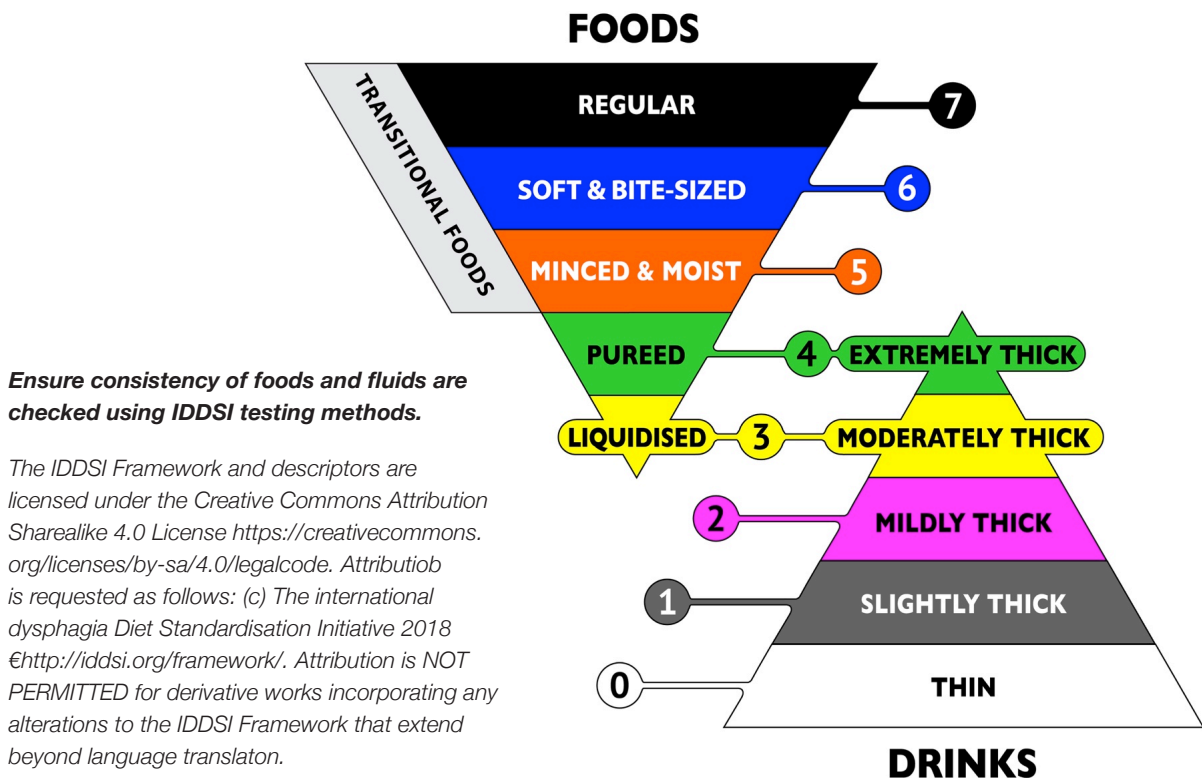 FOODS
TRANSITIONAL FOODS
REGULAR
7
SOFT & BITE-SIZED
6
MINCED & MOIST
5
PUREED
4
EXTREMELY THICK
LIQUIDISED
3
MODERATELY THICK
2
MILDLY THICK
1
SLIGHTLY THICK
0
THIN
DRINKS
Ensure consistency of foods and fluids are
checked using IDDSI testing methods.
The IDDSI Framework and descriptors are
licensed under the Creative Commons Attribution
Sharealike 4.0 License https://creativecommons.
org/licenses/by-sa/4.0/legalcode. Attributiob
is requested as follows: (c) The international
dysphagia Diet Standardisation Initiative 2018
€http://iddsi.org/framework/. Attribution is NOT
PERMITTED for derivative works incorporating any
alterations to the IDDSI Framework that extend
beyond language translaton.